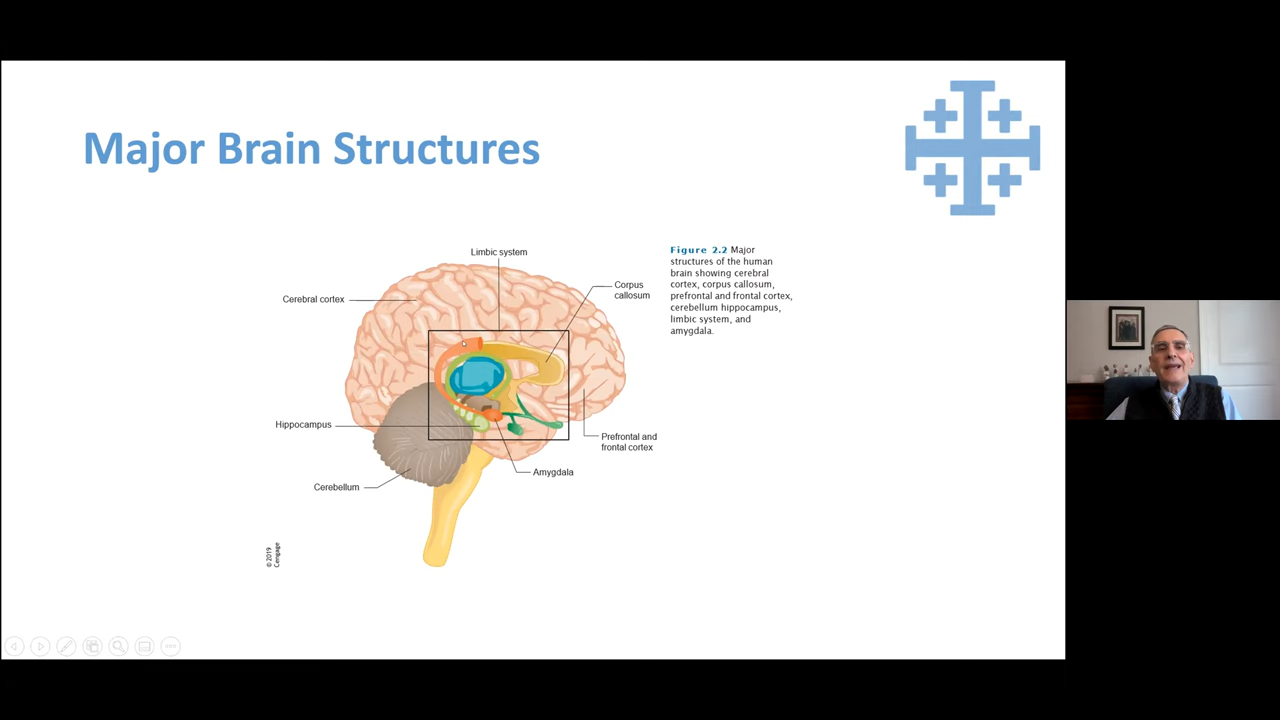 Major Brain Structures
Limbic system
Corpus
callosum
Cerebral cortex
Hippocampus
Prefrontal and
frontal cortex
Amygdala
Cerebellum
© 2019
Cengage
Figure 2.2 Major
structures of the human
brain showing cerebral
cortex, corpus callosum,
prefrontal and frontal cortex,
cerebellum hippocampus,
limbic system, and
amygdala.